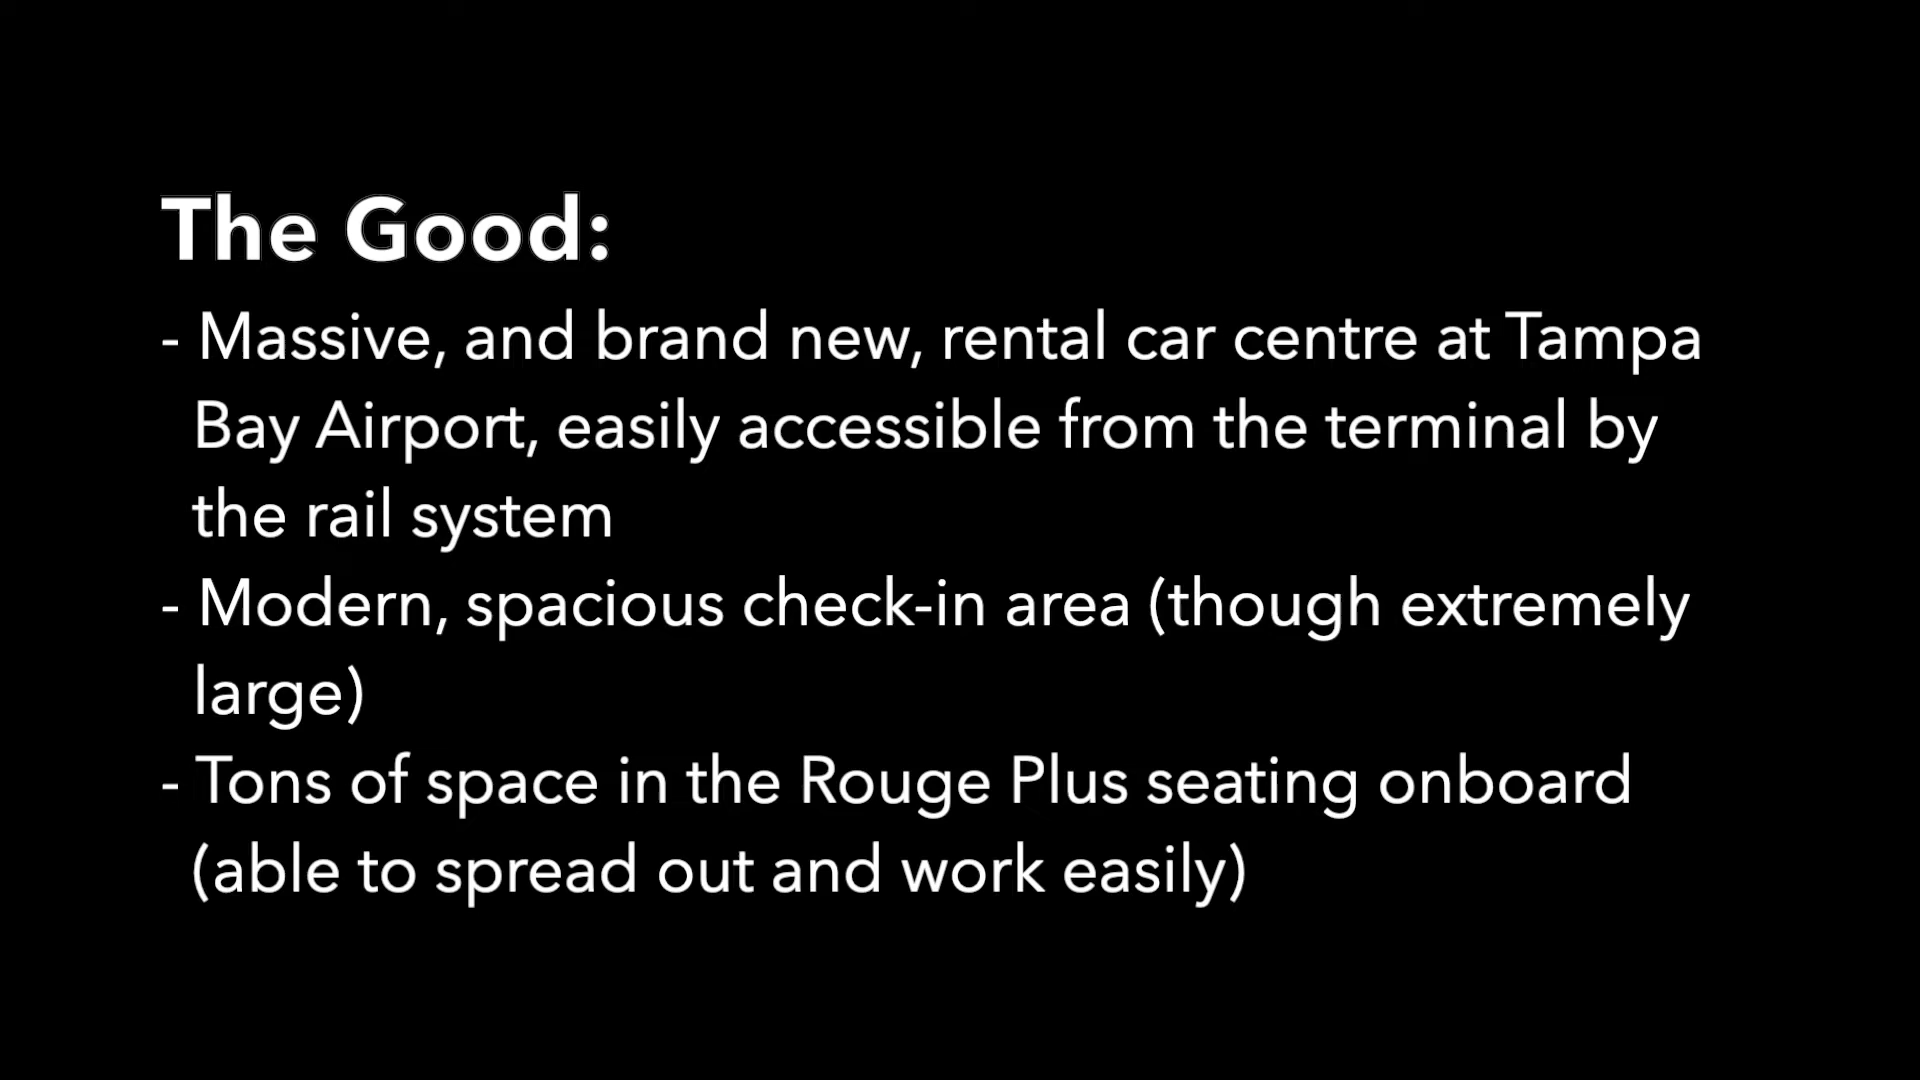 The Good:
- Massive, and brand new, rental car centre at Tampa
Bay Airport, easily accessible from the terminal by
the rail system
- Modern, spacious check-in area (though extremely
large)
- Tons of space in the Rouge Plus seating onboard
(able to spread out and work easily)